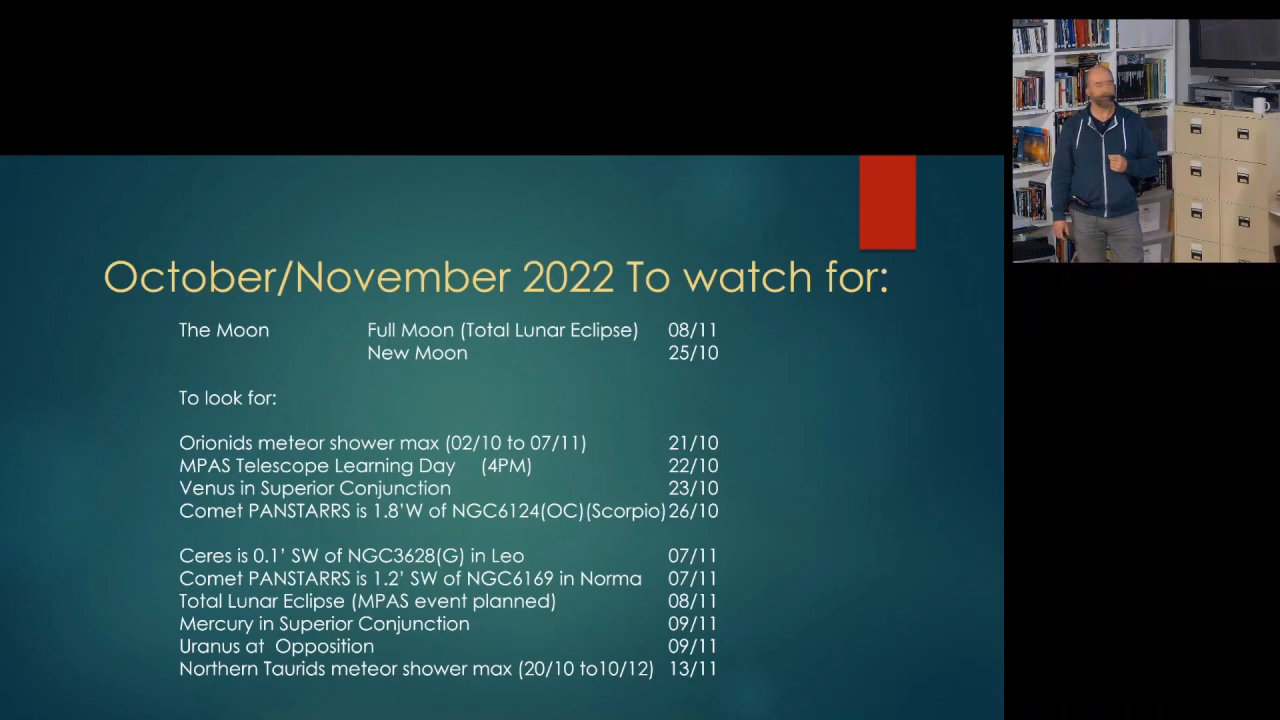 October/November 2022 To watch for:
The Moon Full Moon (Total Lunar Eclipse) 08/11
New Moon 25/10
To look for:
Orionids meteor shower max (02/10 to 07/11) 21/10
MPAS Telescope Learning Day (4PM) 22/10
Venus in Superior Conjunction 23/10
Comet PANSTARRS is 1.8'W of NGC6124(OC)(Scorpio) 26/10
Ceres is 0.1' SW of NGC3628(G) in Leo 07/11
Comet PANSTARRS is 1.2' SW of NGC6169 in Norma 07/11
Total Lunar Eclipse (MPAS event planned) 08/11
Mercury in Superior Conjunction 09/11
Uranus at Opposition 09/11
Northern Taurids meteor shower max (20/10 to10/12) 13/11